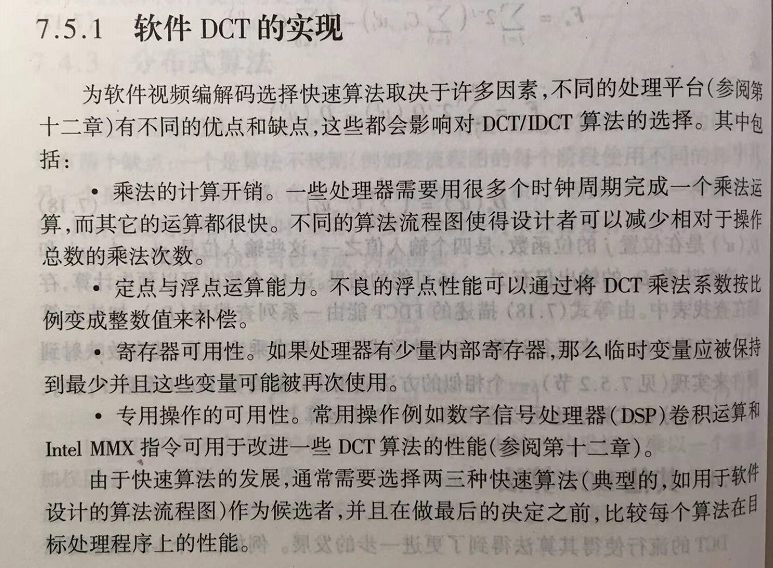 7.5.1 软件 DCT 的实现
为软件视频编解码选择快速算法取决于许多因素,不同的处理平台(参阅第
十二章)有不同的优点和缺点,这些都会影响对 DCT/IDCT 算法的选择。其中包
括:
• 乘法的计算开销。一些处理器需要用很多个时钟周期完成一个乘法运
算,而其它的运算都很快。不同的算法流程图使得设计者可以减少相对于操作
总数的乘法次数。
• 定点与浮点运算能力。不良的浮点性能可以通过将 DCT 乘法系数按比
例变成整数值来补偿。
• 寄存器可用性。如果处理器有少量内部寄存器,那么临时变量应被保持
到最少并且这些变量可能被再次使用。
• 专用操作的可用性。常用操作例如数字信号处理器(DSP)卷积运算和
Intel MMX 指令可用于改进一些 DCT 算法的性能(参阅第十二章)。
由于快速算法的发展,通常需要选择两三种快速算法(典型的,如用于软件
设计的算法流程图)作为候选者,并且在做最后的决定之前,比较每个算法在目
标处理程序上的性能。